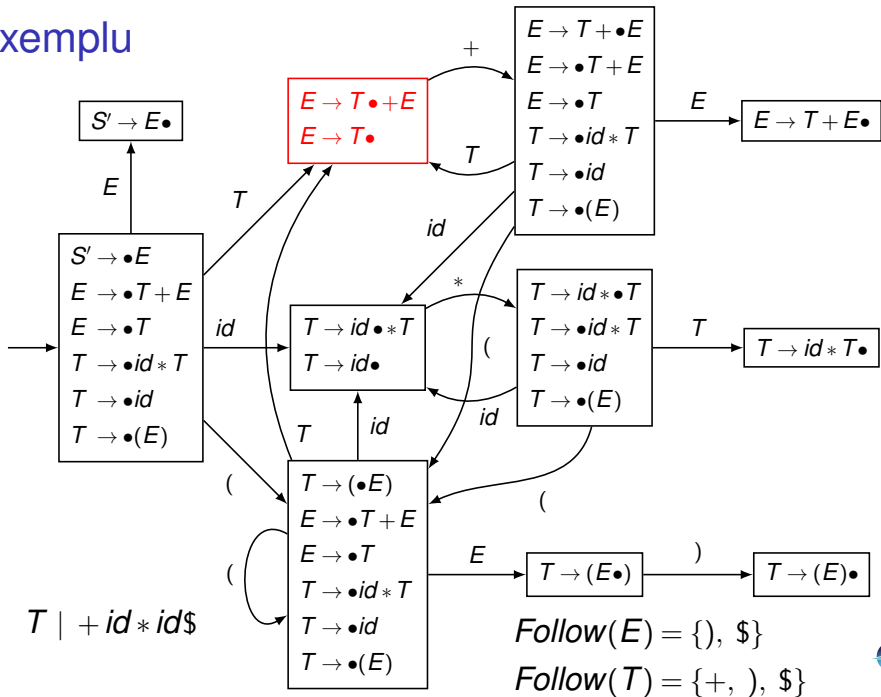 xemplu
S′ → E•
E
S′ → •E
E → •T + E
E → •T
T → •id ∗ T
T → •id
T → •(E)
T
id
(
E → T• +E
E → T•
+
T
E → T + •E
E → •T + E
E → •T
T → •id ∗ T
T → •id
T → •(E)
E
E → T + E•
id
(
T → id• ∗T
T → id•
∗
id
T → id ∗ •T
T → •id ∗ T
T → •id
T → •(E)
T
T → id ∗ T•
(
T
id
(
T → (•E)
E → •T + E
E → •T
T → •id ∗ T
T → •id
T → •(E)
E
T → (E•)
)
T → (E)•
T | +id ∗ id$
Follow(E) = {), $}
Follow(T) = {+, ), $}